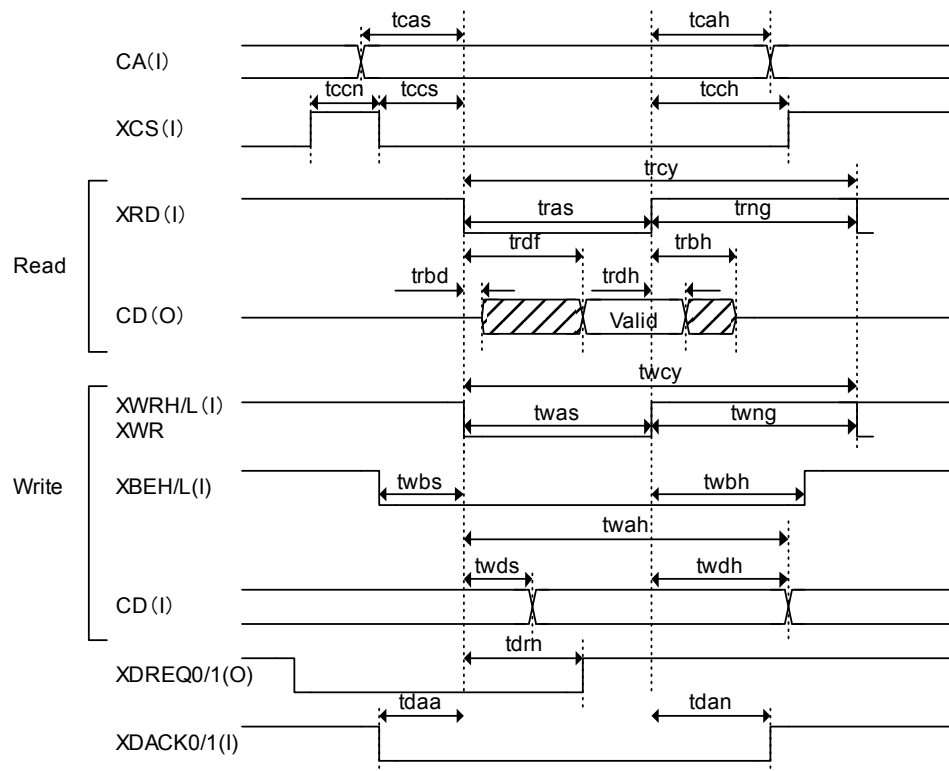 tcas tcah
CA(I)
tccn tccs tcch
XCS(I)
trcy
XRD(I) tras trng
Read trdf trbh
trbd trdh
CD(O) Valid
twcy
XWRH/L(I) twas twng
XWR
Write XBEH/L(I) twbs twbh
twah
twds twdh
CD(I)
tdrn
XDREQ0/1(O)
tdaa tdan
XDACK0/1(I)